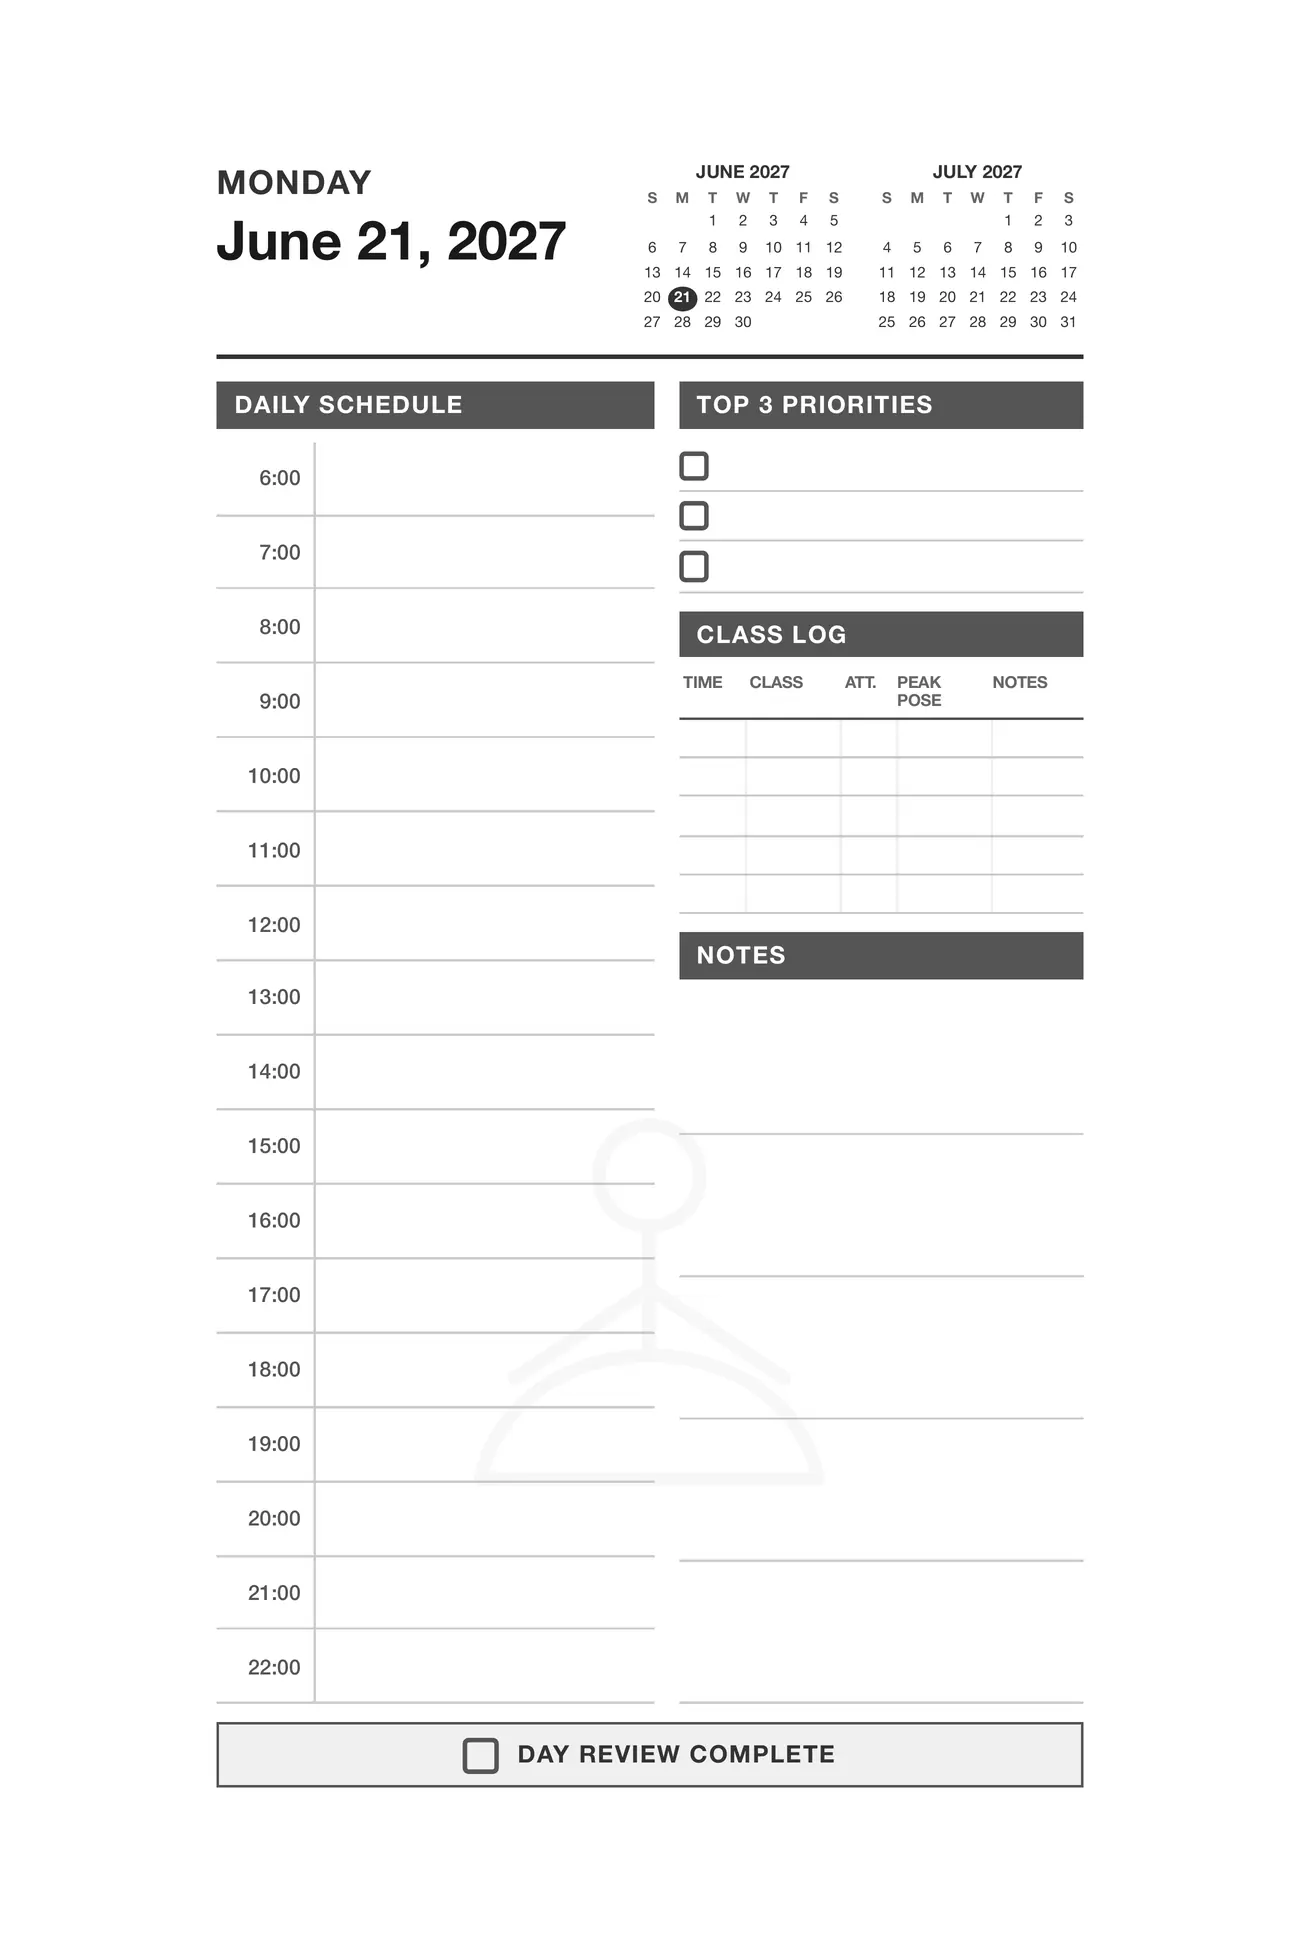 MONDAY
June 21, 2027
JUNE 2027
S M T W T F S
1 2 3 4 5
6 7 8 9 10 11 12
13 14 15 16 17 18 19
20 21 22 23 24 25 26
27 28 29 30
JULY 2027
S M T W T F S
1 2 3
4 5 6 7 8 9 10
11 12 13 14 15 16 17
18 19 20 21 22 23 24
25 26 27 28 29 30 31
DAILY SCHEDULE
6:00
7:00
8:00
9:00
10:00
11:00
12:00
13:00
14:00
15:00
16:00
17:00
18:00
19:00
20:00
21:00
22:00
TOP 3 PRIORITIES
CLASS LOG
TIME CLASS ATT. PEAK POSE NOTES
NOTES
DAY REVIEW COMPLETE